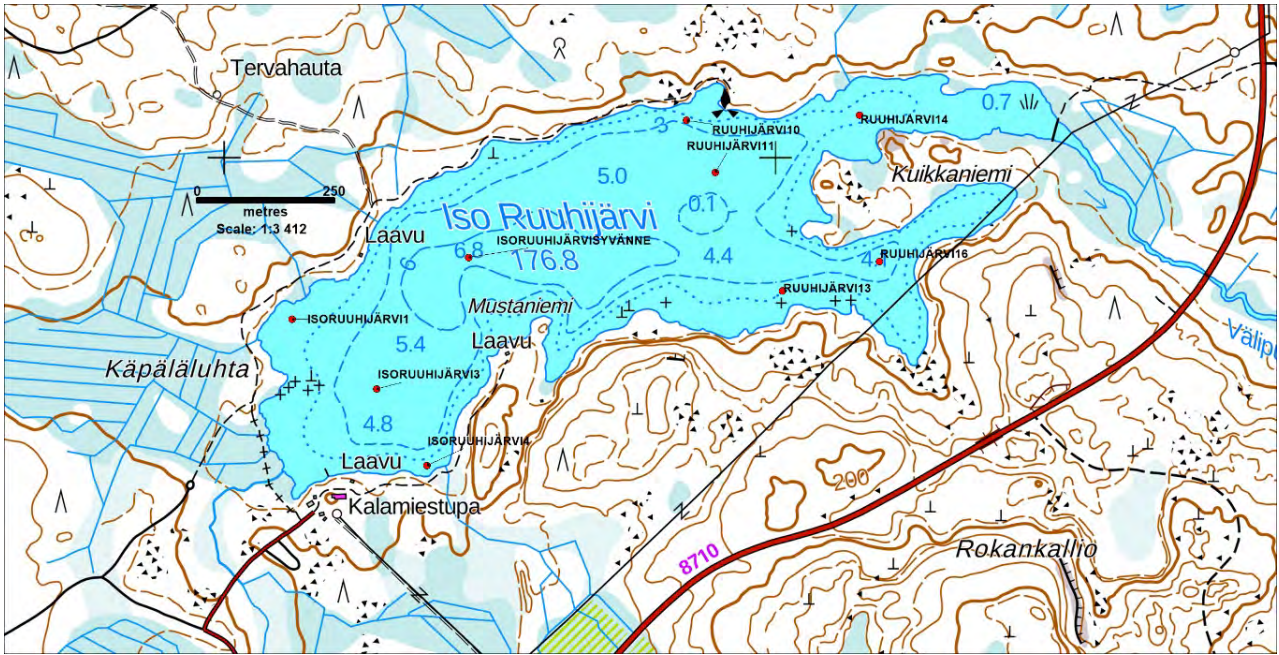 Tervahauta
0.7
3
RUUHIJÄRVI10
RUUHIJÄRVI14
RUUHIJÄRVI11
5.0
Kuikkaniemi
0 250
metres
Scale: 1:3 412
0.1
Iso Ruuhijärvi
Laavu
6.8
ISORUUHIJÄRVISYVÄNNE
176.8
6
4.4
4.1
RUUHIJÄRVI16
RUUHIJÄRVI13
Mustaniemi
ISORUUHIJÄRVI1
Laavu
5.4
Käpäläluhta
ISORUUHIJÄRVI3
4.8
ISORUUHIJÄRVI4
Laavu
Kalamiestupa
200
8710
Rokankallio